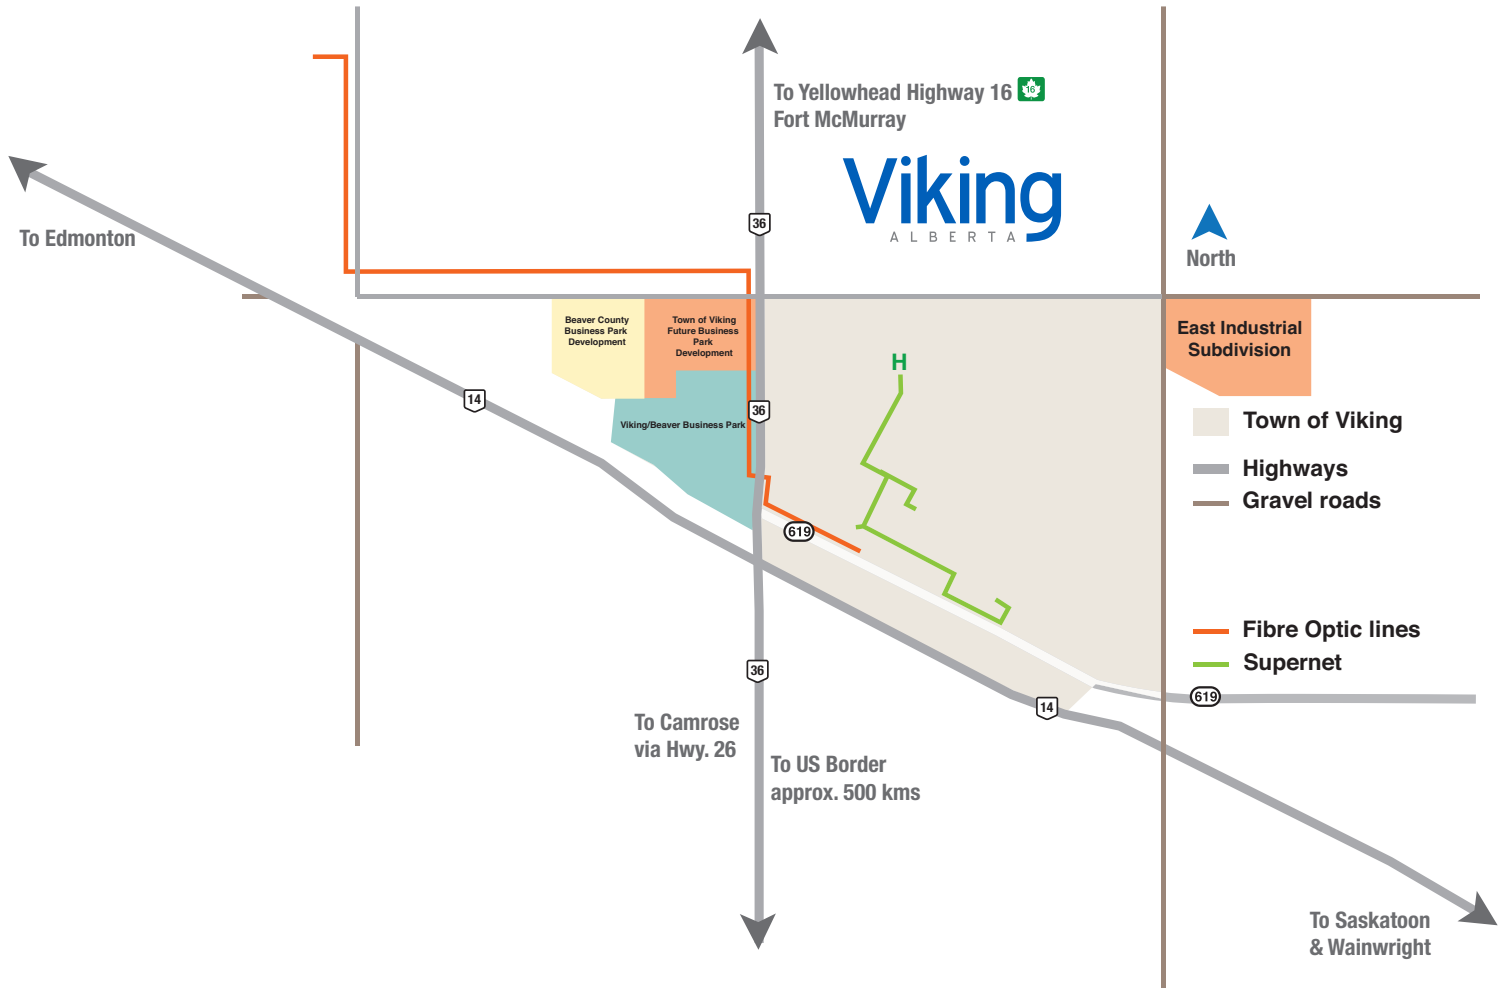 To Yellowhead Highway 16 16
Fort McMurray
Viking
ALBERTA
36
To Edmonton
North
Beaver County
Business Park
Development
Town of Viking
Future Business
Park
Development
East Industrial
Subdivision
H
14
36
Viking/Beaver Business Park
Town of Viking
Highways
Gravel roads
619
Fibre Optic lines
Supernet
36
619
14
To Camrose
via Hwy. 26
To US Border
approx. 500 kms
To Saskatoon
& Wainwright